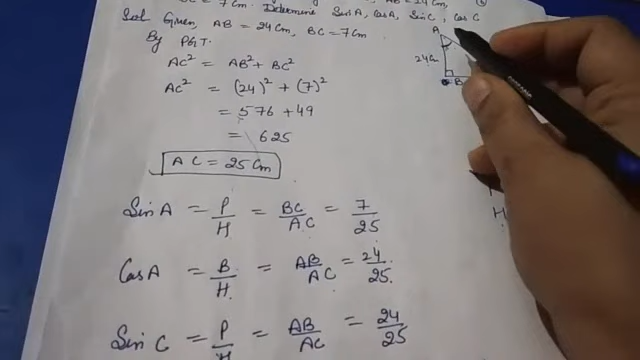 BC = 7 cm. Determine Sin A, Cos A, Sin C, Cos C
Sol Given, AB = 24 cm, BC = 7 cm
By PGT.
AC² = AB² + BC²
AC² = (24)² + (7)²
= 576 + 49
= 625
AC = 25 cm
Sin A = P/H = BC/AC = 7/25
Cos A = B/H = AB/AC = 24/25
Sin C = P/H = AB/AC = 24/25
A
B
H